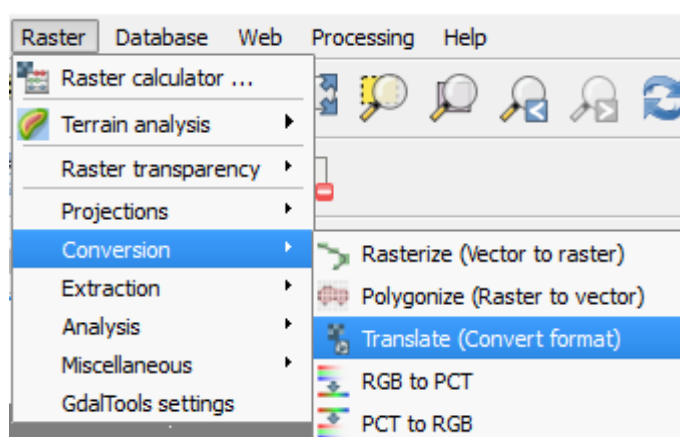 Raster Database Web Processing Help
Raster calculator ...
Terrain analysis
Raster transparency
Projections
Conversion
Extraction
Analysis
Miscellaneous
GdalTools settings
Rasterize (Vector to raster)
Polygonize (Raster to vector)
Translate (Convert format)
RGB to PCT
PCT to RGB